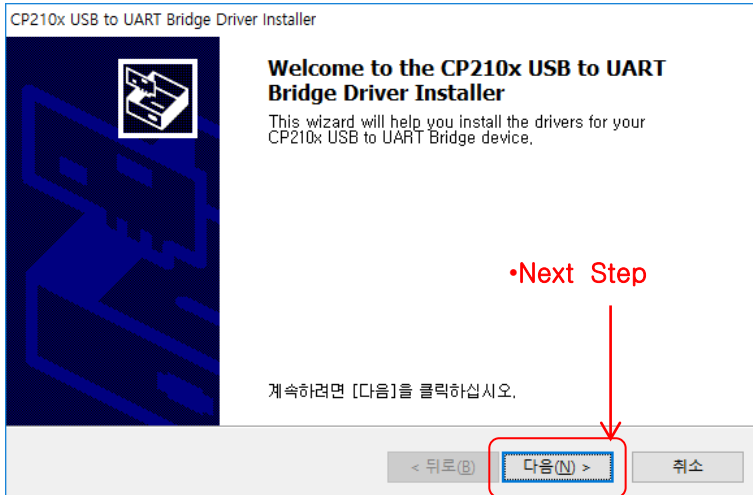 CP210x USB to UART Bridge Driver Installer
Welcome to the CP210x USB to UART
Bridge Driver Installer
This wizard will help you install the drivers for your
CP210x USB to UART Bridge device,
•Next Step
계속하려면 [다음]을 클릭하십시오.
< 뒤로(B)
다음(N) >
취소